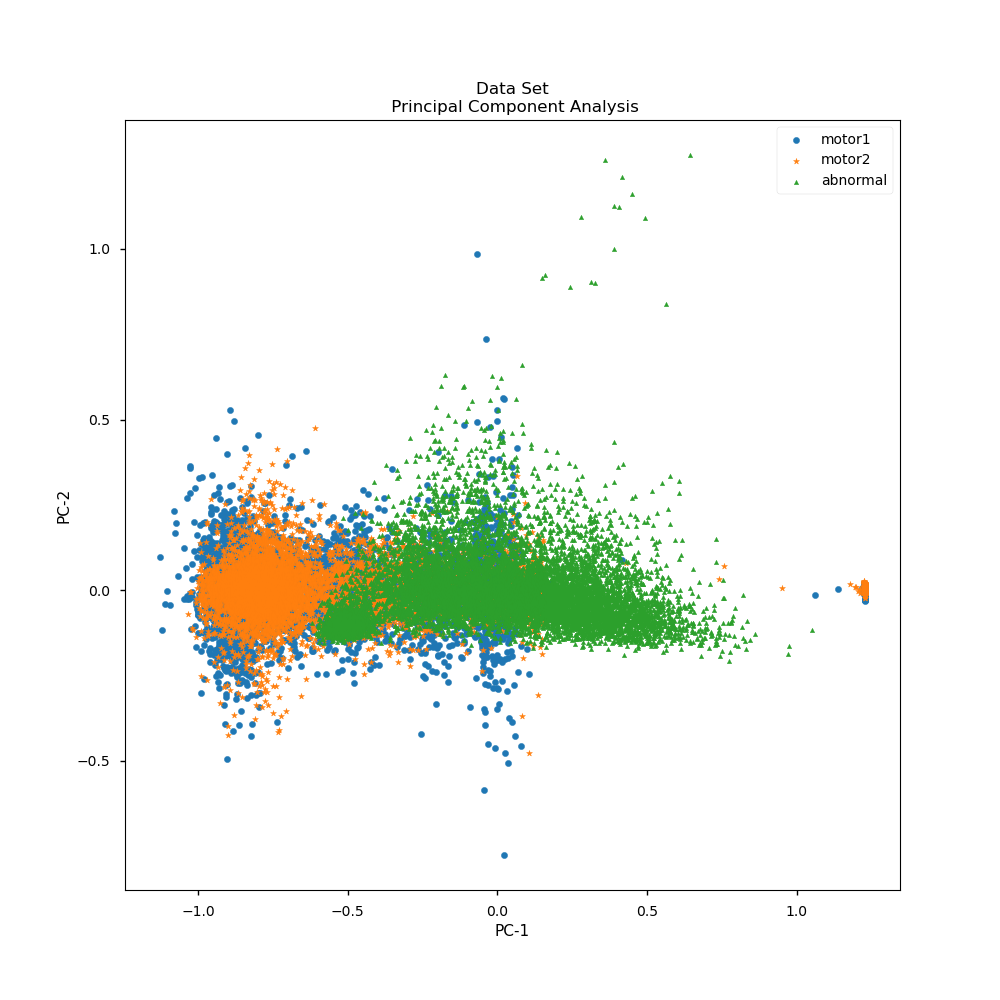 Data Set
Principal Component Analysis
motor1
motor2
abnormal
1.0
0.5
0.0
−0.5
PC-2
−1.0
−0.5
0.0
0.5
1.0
PC-1